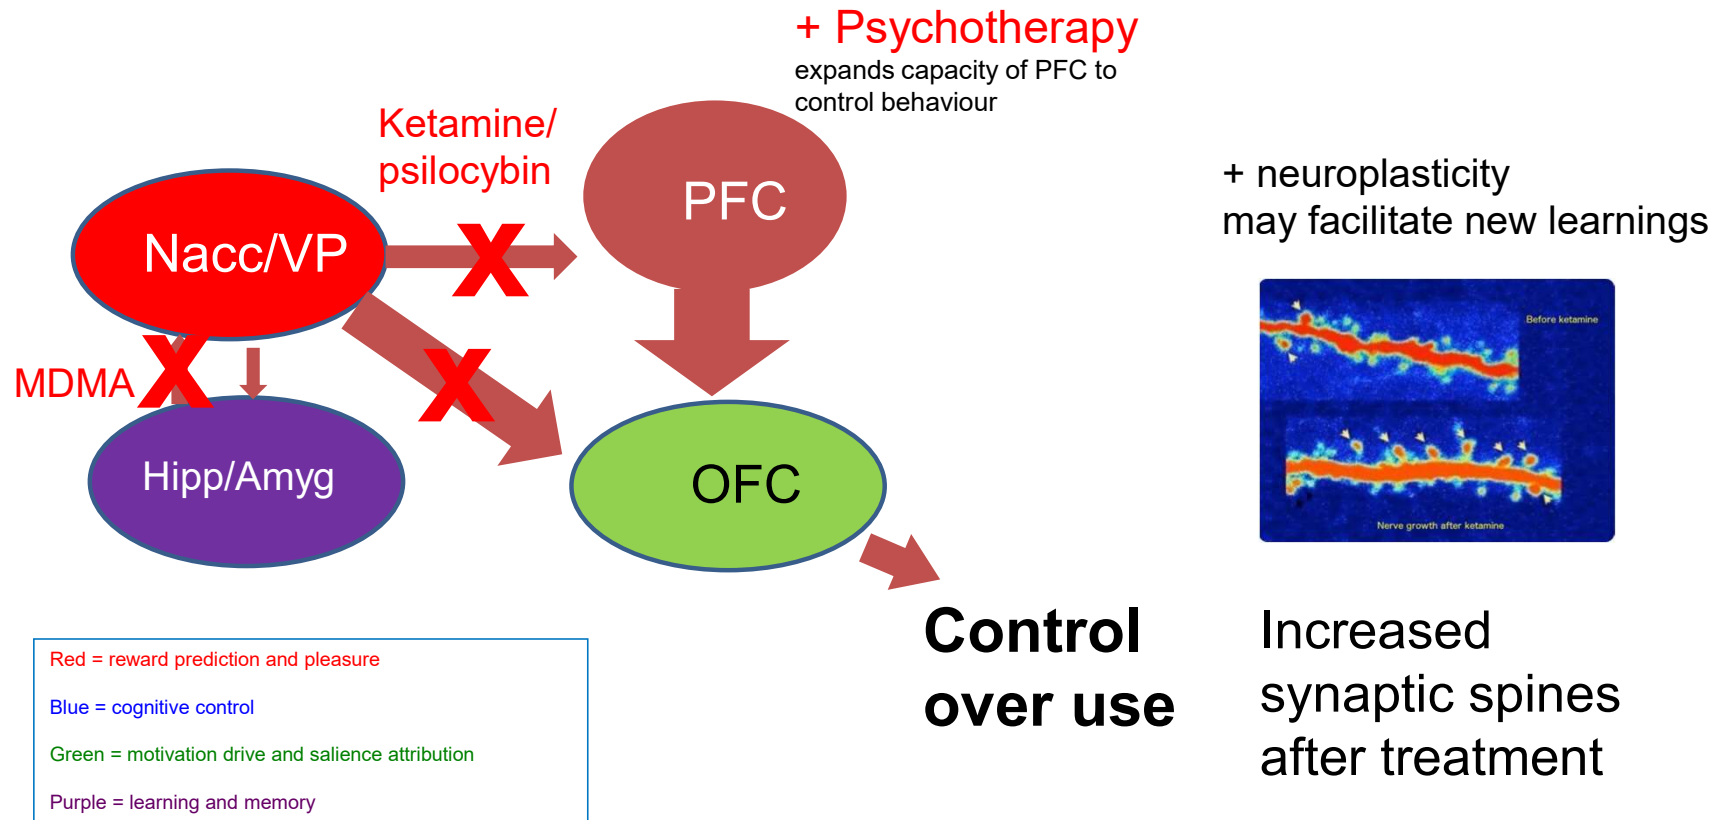 + Psychotherapy
expands capacity of PFC to
control behaviour
Ketamine/
psilocybin
PFC
Nacc/VP
X
X
X
MDMA
Hipp/Amyg
OFC
+ neuroplasticity
may facilitate new learnings
Before ketamine
Nerve growth after ketamine
Control
over use
Increased
synaptic spines
after treatment
Red = reward prediction and pleasure
Blue = cognitive control
Green = motivation drive and salience attribution
Purple = learning and memory